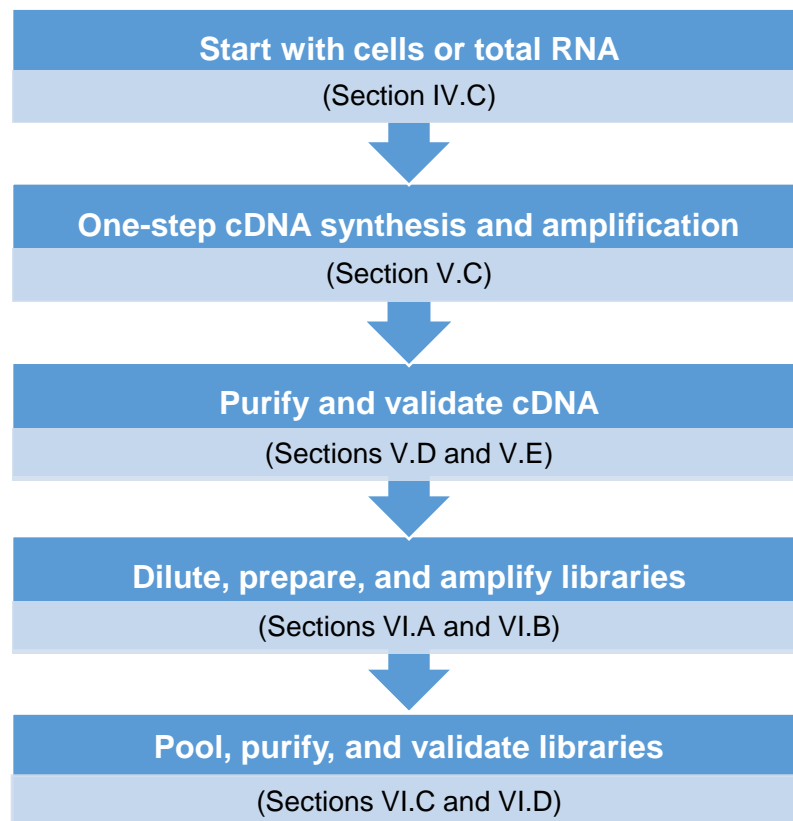 Start with cells or total RNA
(Section IV.C)
One-step cDNA synthesis and amplification
(Section V.C)
Purify and validate cDNA
(Sections V.D and V.E)
Dilute, prepare, and amplify libraries
(Sections VI.A and VI.B)
Pool, purify, and validate libraries
(Sections VI.C and VI.D)